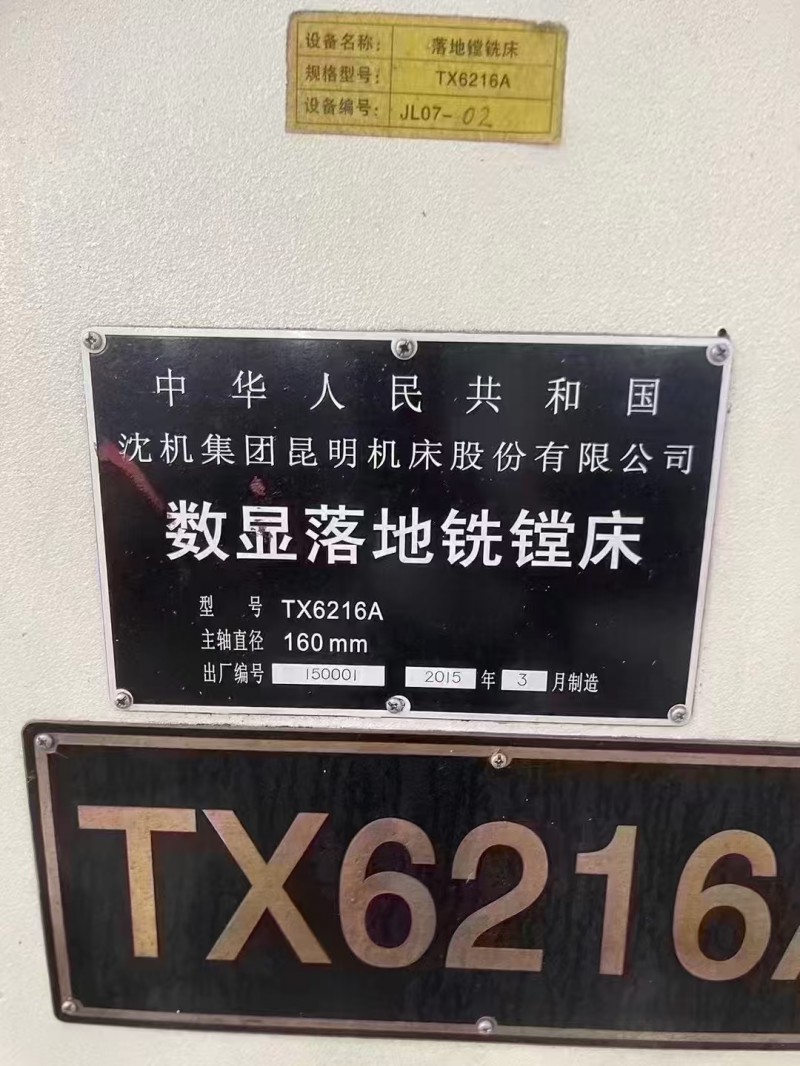 设备名称: 落地镗铣床
规格型号: TX6216A
设备编号: JL07-02
中华人民共和国
沈机集团昆明机床股份有限公司
数显落地铣镗床
型 号 TX6216A
主轴直径 160mm
出厂编号 150001 2015 年 3 月制造
TX6216A